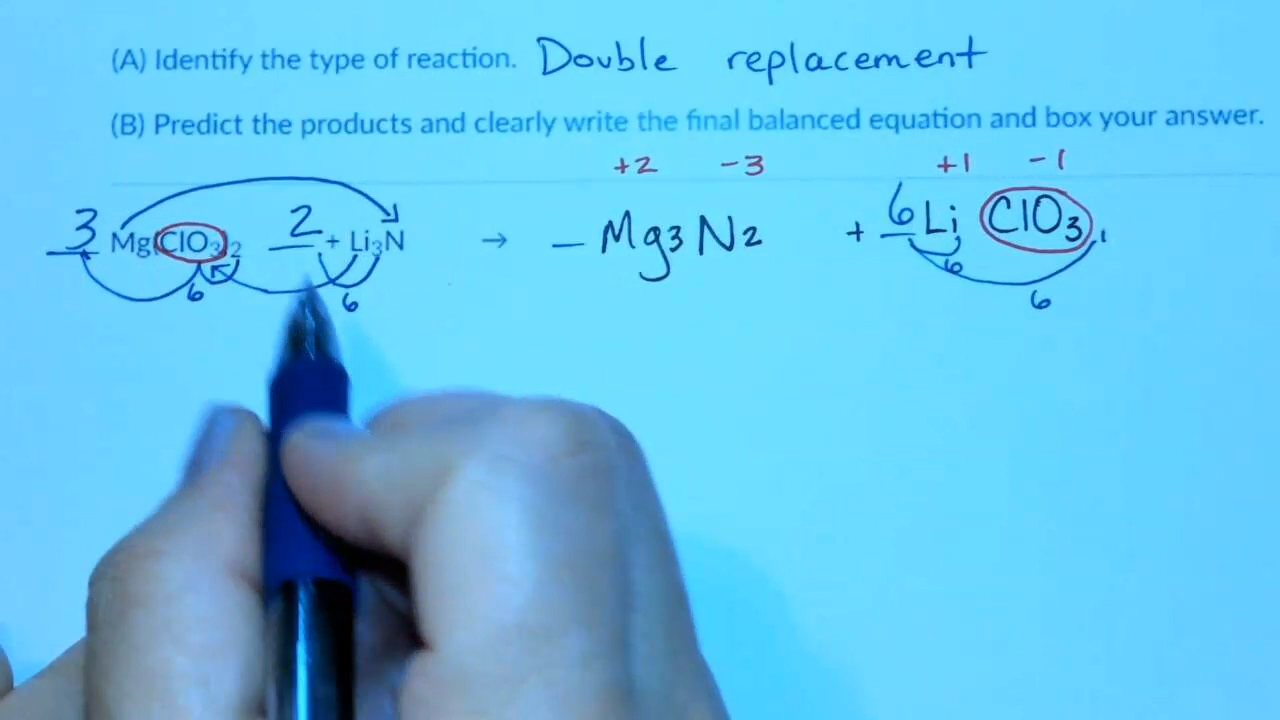 (A) Identify the type of reaction. Double replacement
(B) Predict the products and clearly write the final balanced equation and box your answer.
+2 -3 +1 -1
3 Mg(ClO3)2 2 + Li3N → _ Mg3N2 + 6 Li ClO3 1
6 6 6 6